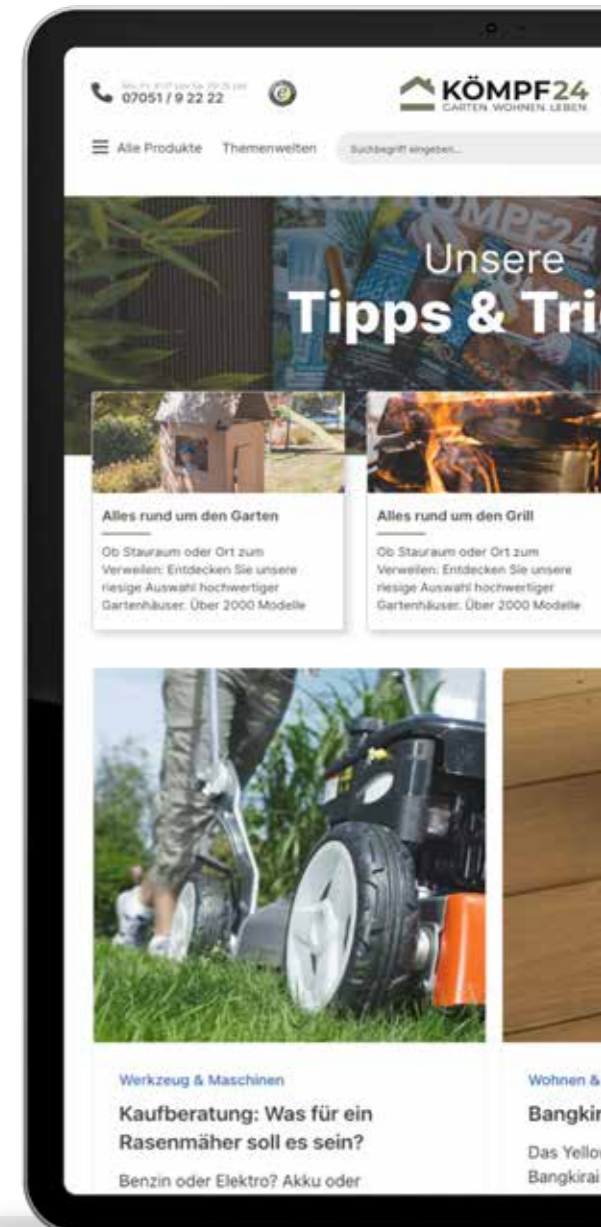 07051 / 9 22 22
KÖMPF24
GARTEN. WOHNEN. LEBEN.
Alle Produkte Themenwelten Suchbegriff eingeben...
Unsere
Tipps & Tri
Alles rund um den Garten
Ob Stauraum oder Ort zum
Verweilen: Entdecken Sie unsere
riesige Auswahl hochwertiger
Gartenhäuser. Über 2000 Modelle
Alles rund um den Grill
Ob Stauraum oder Ort zum
Verweilen: Entdecken Sie unsere
riesige Auswahl hochwertiger
Gartenhäuser. Über 2000 Modelle
Werkzeug & Maschinen
Kaufberatung: Was für ein
Rasenmäher soll es sein?
Benzin oder Elektro? Akku oder
Wohnen &
Bangkir
Das Yello
Bangkirai